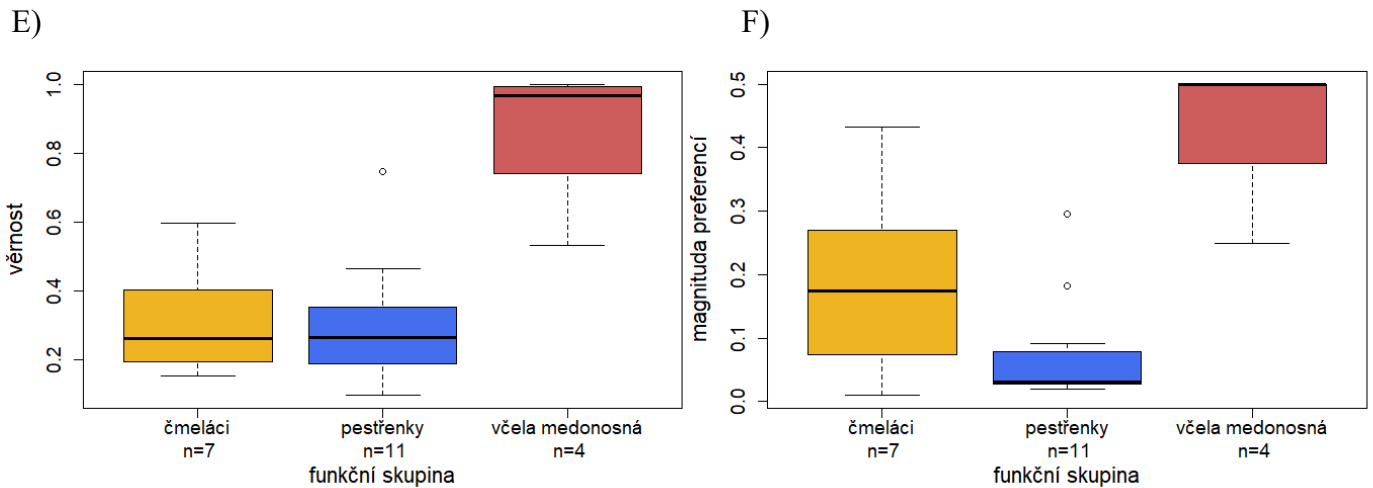 E)
věrnost
1.0
0.8
0.6
0.4
0.2
čmeláci
n=7
pestřenky
n=11
včela medonosná
n=4
funkční skupina
F)
magnituda preferencí
0.5
0.4
0.3
0.2
0.1
0.0
čmeláci
n=7
pestřenky
n=11
včela medonosná
n=4
funkční skupina